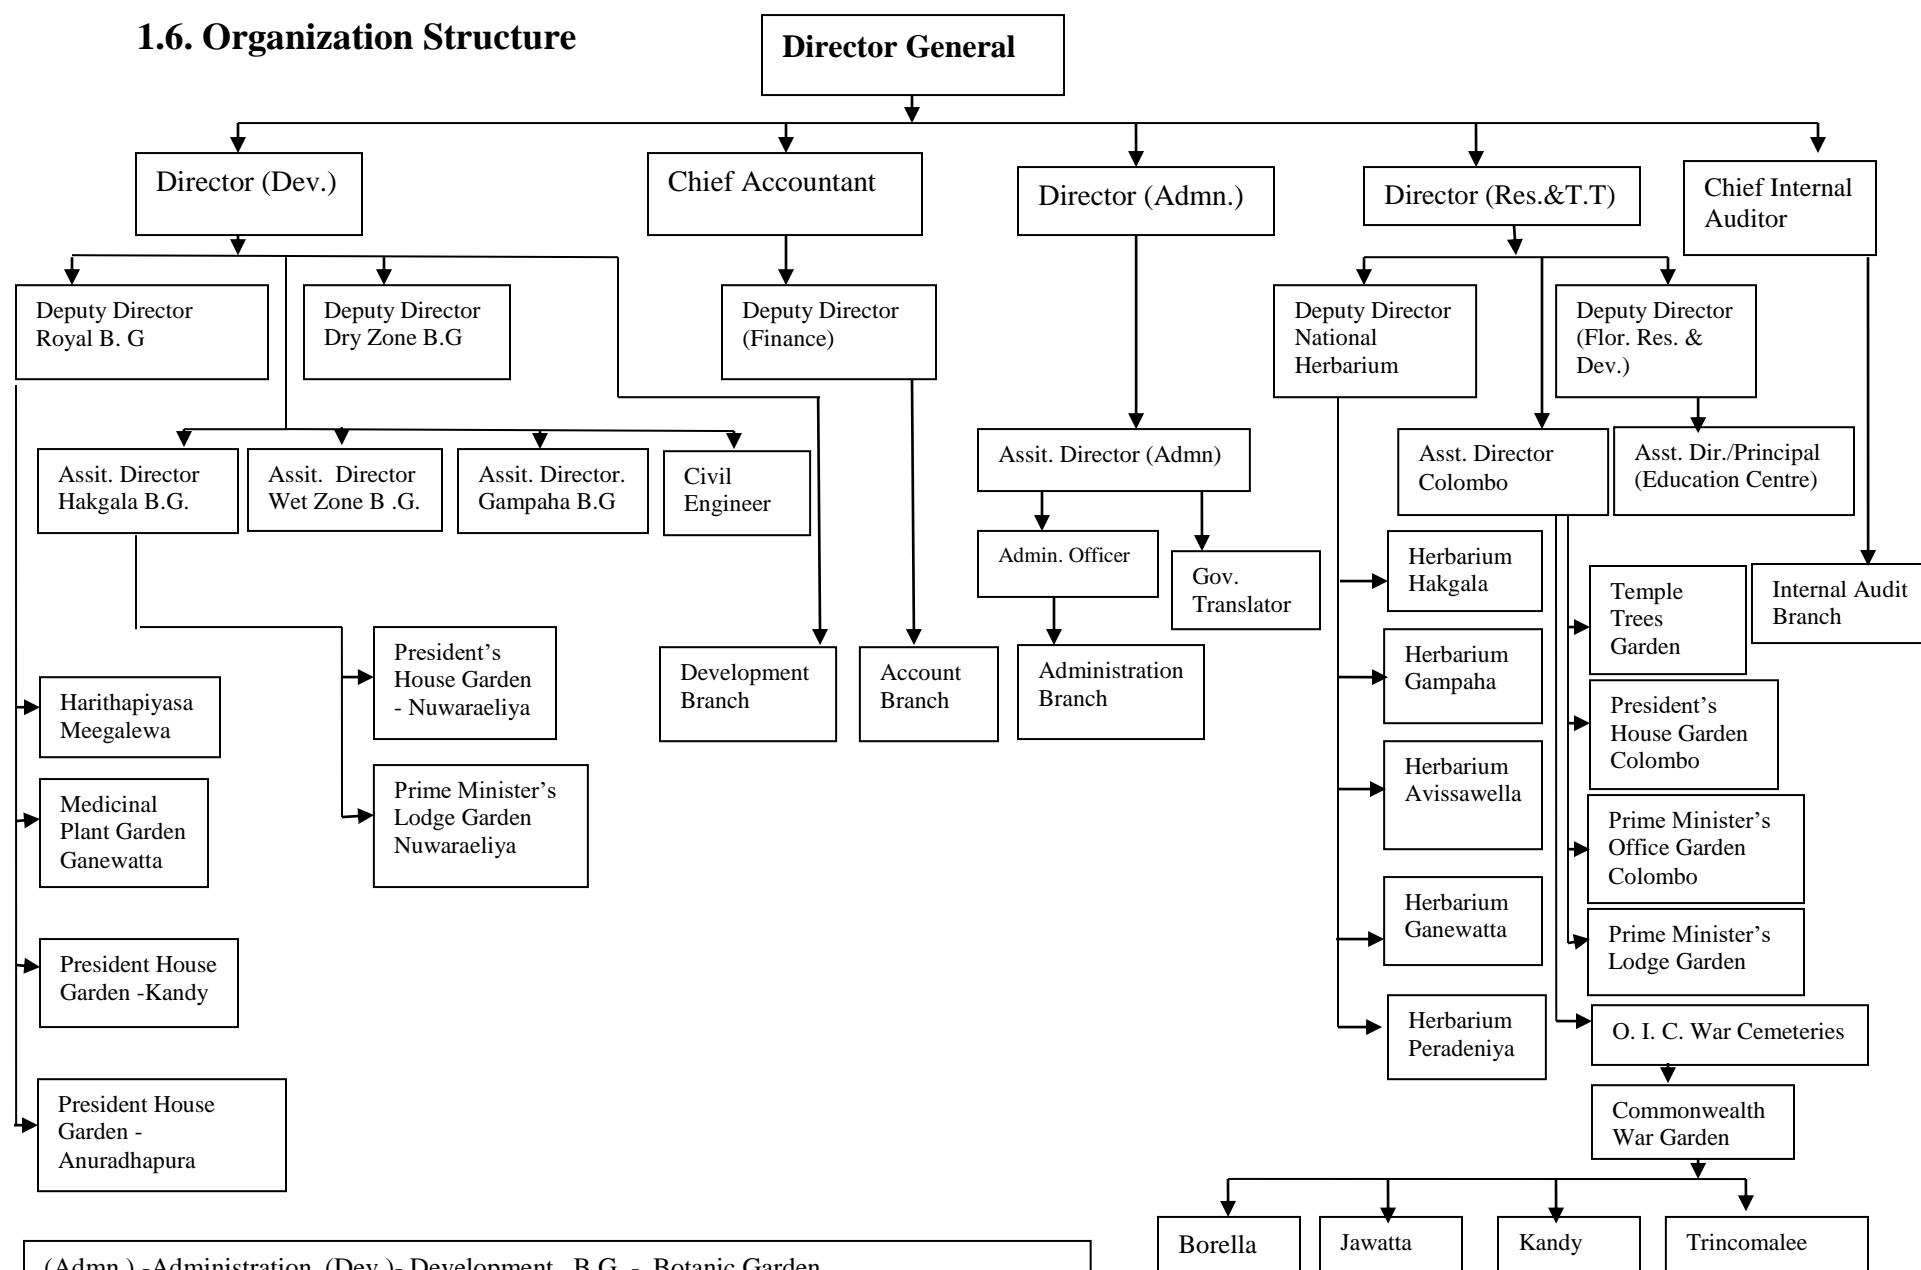 1.6. Organization Structure
Director General
Director (Dev.)
Chief Accountant
Director (Admn.)
Director (Res.&T.T)
Chief Internal
Auditor
Deputy Director
Royal B. G
Deputy Director
Dry Zone B.G
Deputy Director
(Finance)
Deputy Director
National
Herbarium
Deputy Director
(Flor. Res. &
Dev.)
Assit. Director
Hakgala B.G.
Assit.  Director
Wet Zone B .G.
Assit. Director.
Gampaha B.G
Civil
Engineer
Assit. Director (Admn)
Asst. Director
Colombo
Asst. Dir./Principal
(Education Centre)
Admin. Officer
Gov.
Translator
Herbarium
Hakgala
Temple
Trees
Garden
Internal Audit
Branch
President's
House Garden
- Nuwaraeliya
Development
Branch
Account
Branch
Administration
Branch
Herbarium
Gampaha
Harithapiyasa
Meegalewa
President's
House Garden
Colombo
Medicinal
Plant Garden
Ganewatta
Prime Minister's
Lodge Garden
Nuwaraeliya
Herbarium
Avissawella
Prime Minister's
Office Garden
Colombo
Herbarium
Ganewatta
Prime Minister's
Lodge Garden
President House
Garden -Kandy
Herbarium
Peradeniya
O. I. C. War Cemeteries
President House
Garden -
Anuradhapura
Commonwealth
War Garden
Borella
Jawatta
Kandy
Trincomalee
(Admn.) -Administration  (Dev.)- Development   B.G. -  Botanic Garden